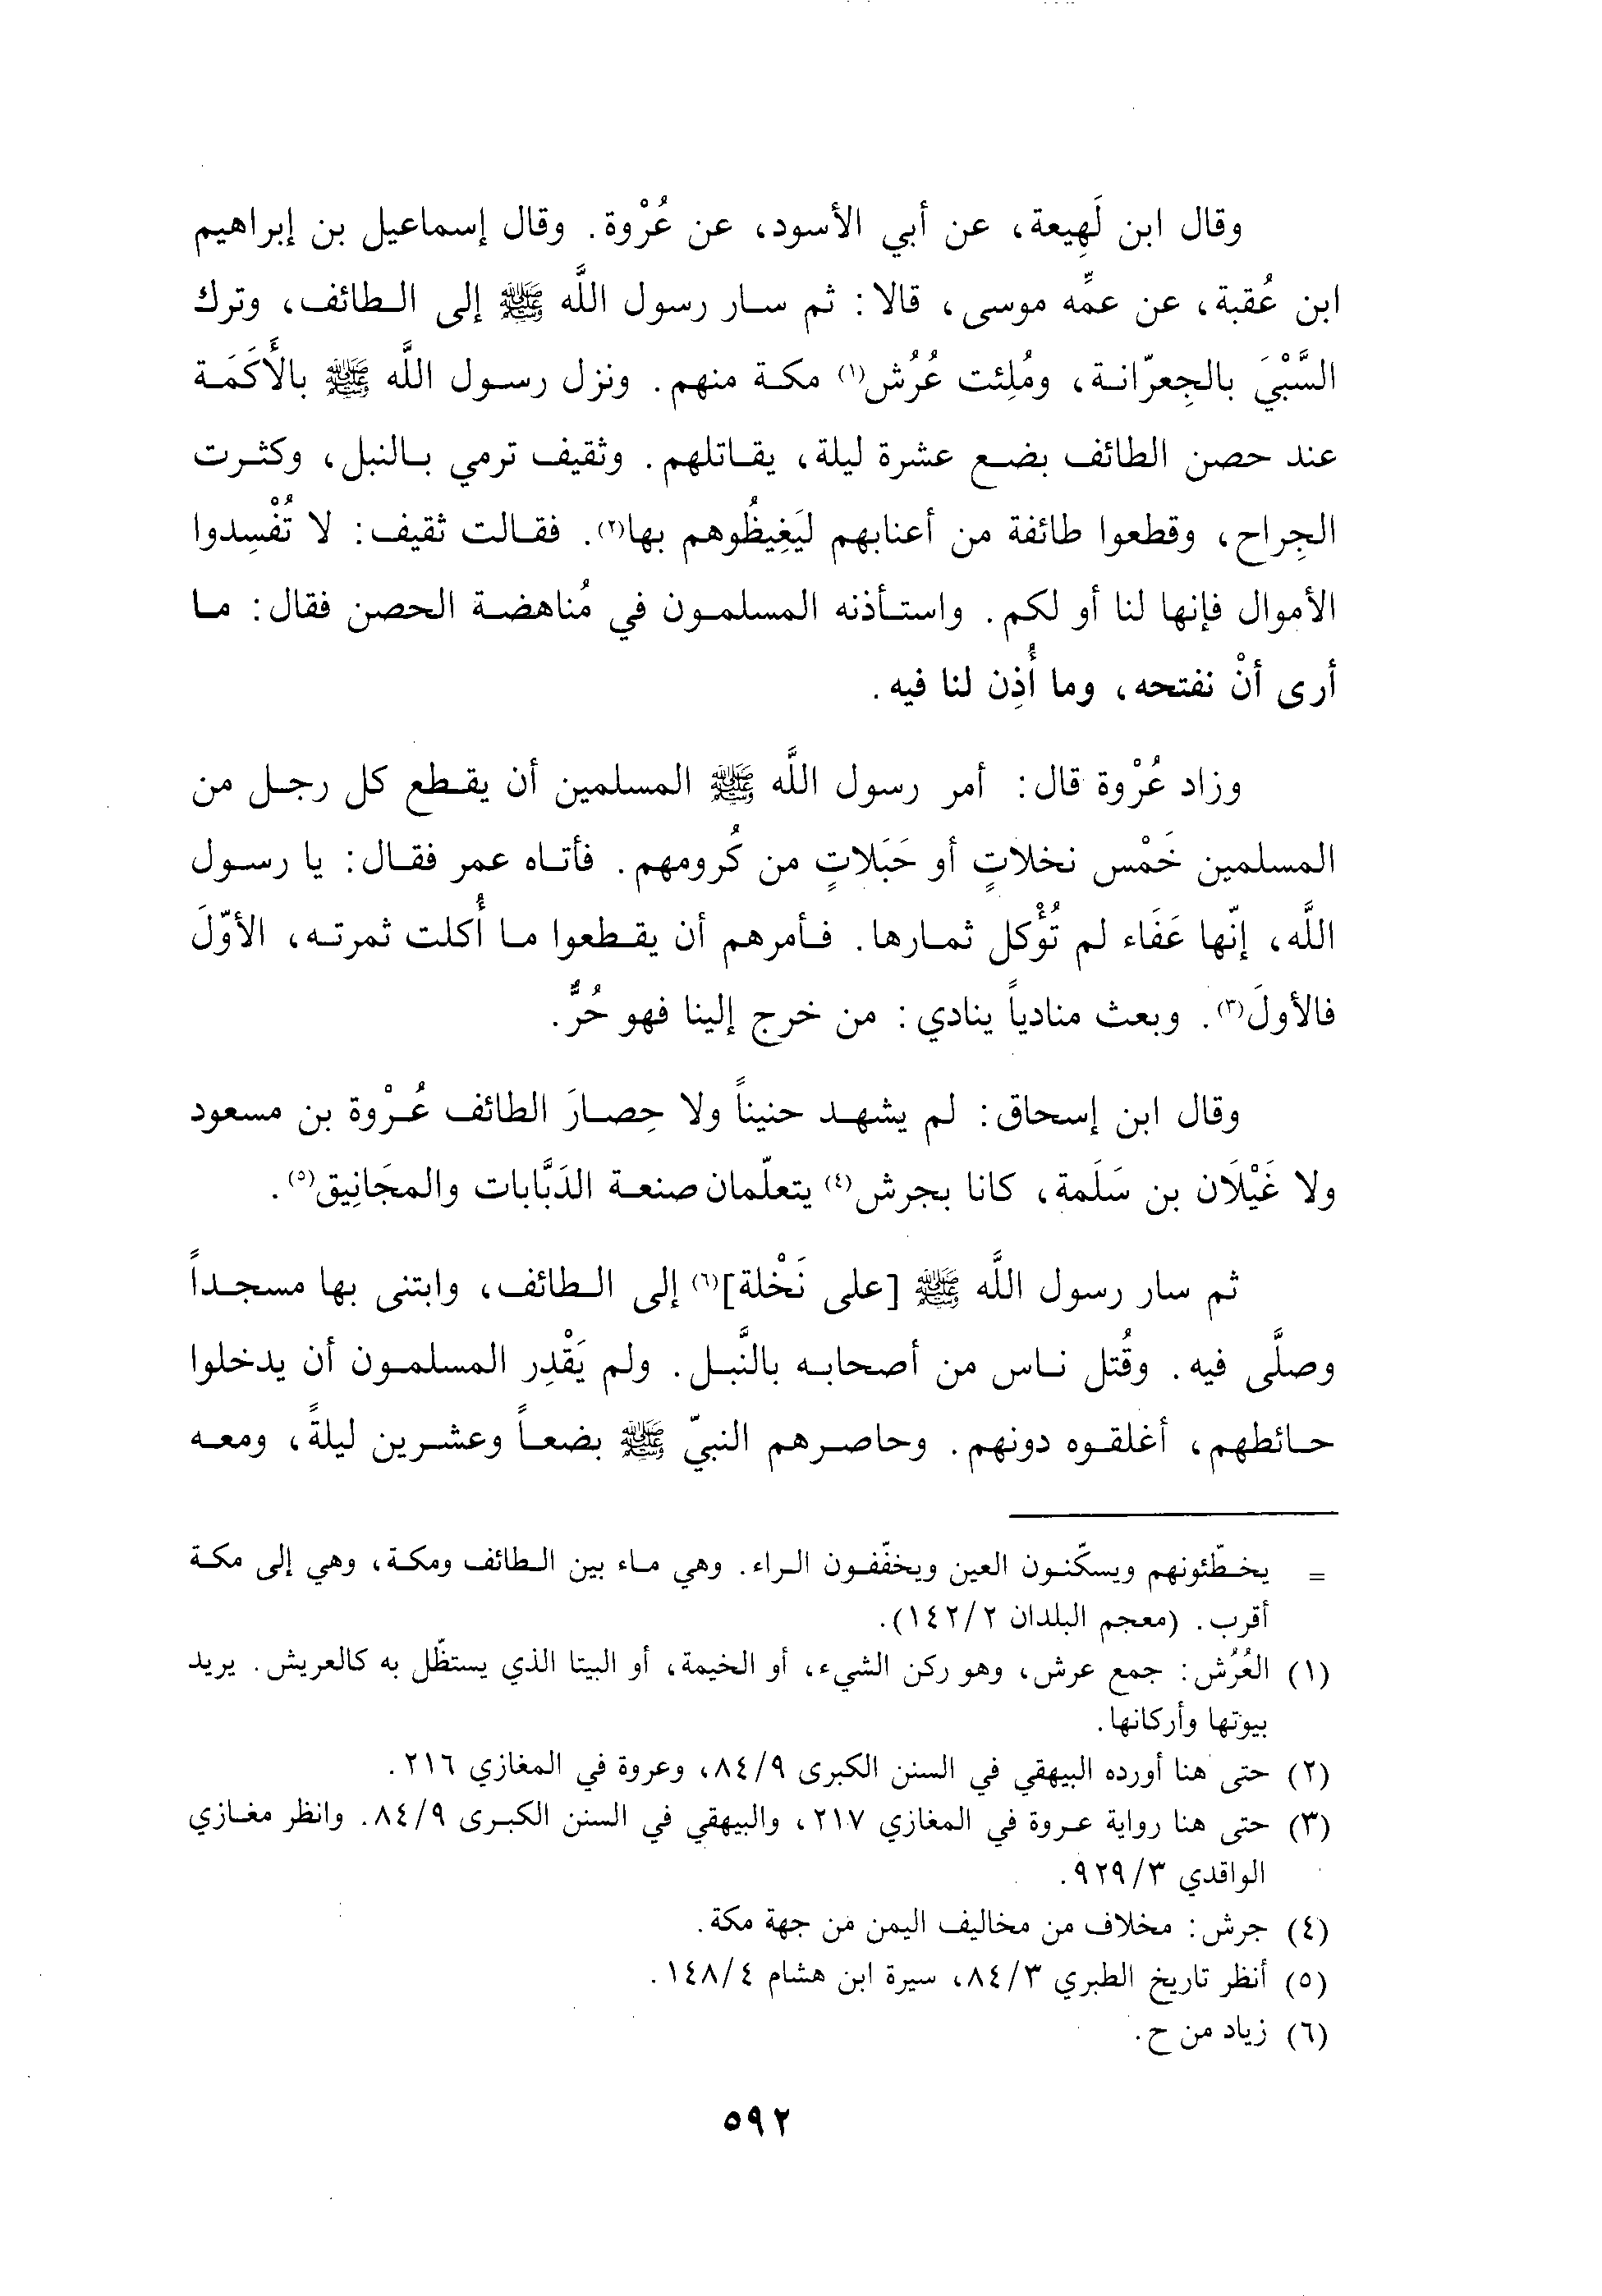 وقال ابن لَهِيعة، عن أبي الأسود، عن عُرْوة. وقال إسماعيل بن إبراهيم
ابن عُقبة، عن عمِّه موسى، قالا: ثم سار رسول اللَّه ﷺ إلى الطائف، وترك
السَّبْيَ بالجِعرّانة، ومُلِئت عُرُش(١) مكة منهم. ونزل رسول اللَّه ﷺ بالأَكَمَة
عند حصن الطائف بضع عشرة ليلة، يقاتلهم. وثقيف ترمي بالنبل، وكثرت
الجِراح، وقطعوا طائفة من أعنابهم ليَغِيظُوهم بها(٢). فقالت ثقيف: لا تُفْسِدوا
الأموال فإنها لنا أو لكم. واستأذنه المسلمون في مُناهضة الحصن فقال: ما
أرى أنْ نفتحه، وما أُذِن لنا فيه.
وزاد عُرْوة قال: أمر رسول اللَّه ﷺ المسلمين أن يقطع كل رجل من
المسلمين خَمْس نخلاتٍ أو حَبَلاتٍ من كُرومهم. فأتاه عمر فقال: يا رسول
اللَّه، إنّها عَفَاء لم تُؤْكل ثمارها. فأمرهم أن يقطعوا ما أُكلت ثمرته، الأوّلَ
فالأولَ(٣). وبعث منادياً ينادي: من خرج إلينا فهو حُرٌّ.
وقال ابن إسحاق: لم يشهد حنيناً ولا حِصارَ الطائف عُرْوة بن مسعود
ولا غَيْلَان بن سَلَمة، كانا بجرش(٤) يتعلّمان صنعة الدَبَّابات والمجَانِيق(٥).
ثم سار رسول اللَّه ﷺ [على نَخْلة](٦) إلى الطائف، وابتنى بها مسجداً
وصلَّى فيه. وقُتل ناس من أصحابه بالنَّبل. ولم يَقْدِر المسلمون أن يدخلوا
حائطهم، أغلقوه دونهم. وحاصرهم النبيّ ﷺ بضعاً وعشرين ليلةً، ومعه
= يخطّئونهم ويسكّنون العين ويخفّفون الراء. وهي ماء بين الطائف ومكة، وهي إلى مكة
أقرب. (معجم البلدان ١٤٢/٢).
(١) العُرُش: جمع عرش، وهو ركن الشيء، أو الخيمة، أو البيتا الذي يستظّل به كالعريش. يريد
بيوتها وأركانها.
(٢) حتى هنا أورده البيهقي في السنن الكبرى ٨٤/٩، وعروة في المغازي ٢١٦.
(٣) حتى هنا رواية عروة في المغازي ٢١٧، والبيهقي في السنن الكبرى ٨٤/٩. وانظر مغازي
الواقدي ٩٢٩/٣.
(٤) جرش: مخلاف من مخاليف اليمن من جهة مكة.
(٥) أنظر تاريخ الطبري ٨٤/٣، سيرة ابن هشام ١٤٨/٤.
(٦) زياد من ح.
٥٩٢